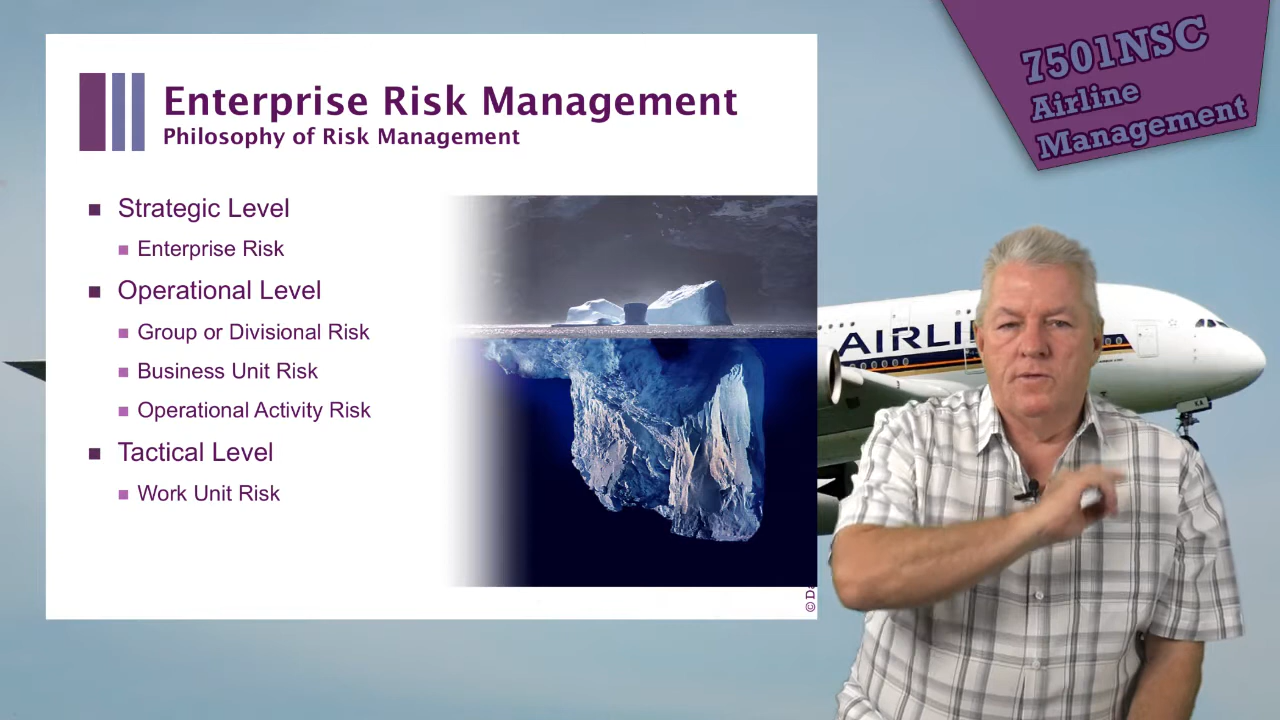 Enterprise Risk Management
Philosophy of Risk Management
Strategic Level
Enterprise Risk
Operational Level
Group or Divisional Risk
Business Unit Risk
Operational Activity Risk
Tactical Level
Work Unit Risk
7501NSC
Airline
Management